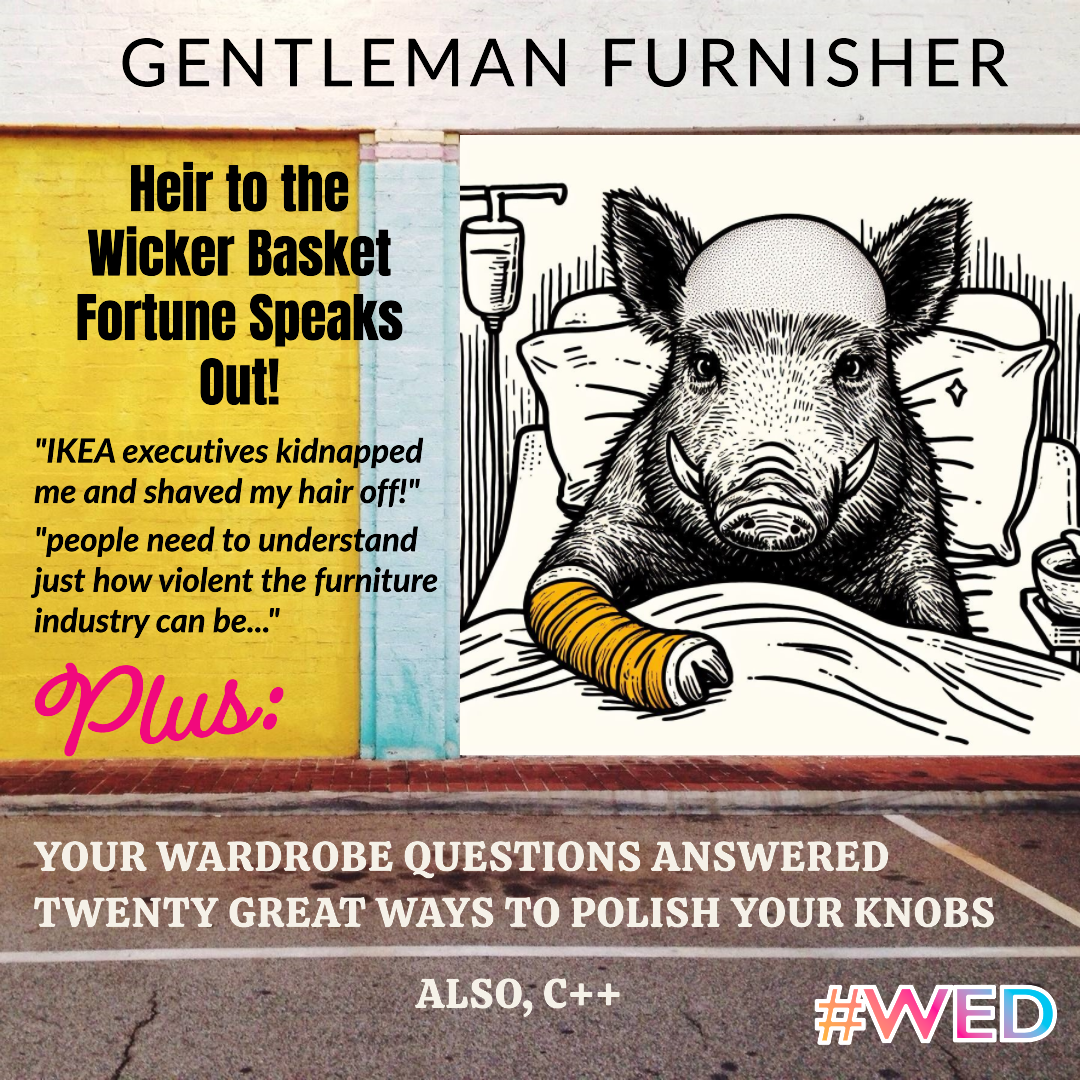 GENTLEMAN FURNISHER
Heir to the
Wicker Basket
Fortune Speaks
Out!
"IKEA executives kidnapped
me and shaved my hair off!"
"people need to understand
just how violent the furniture
industry can be..."
Plus:
YOUR WARDROBE QUESTIONS ANSWERED
TWENTY GREAT WAYS TO POLISH YOUR KNOBS
ALSO, C++
#WED